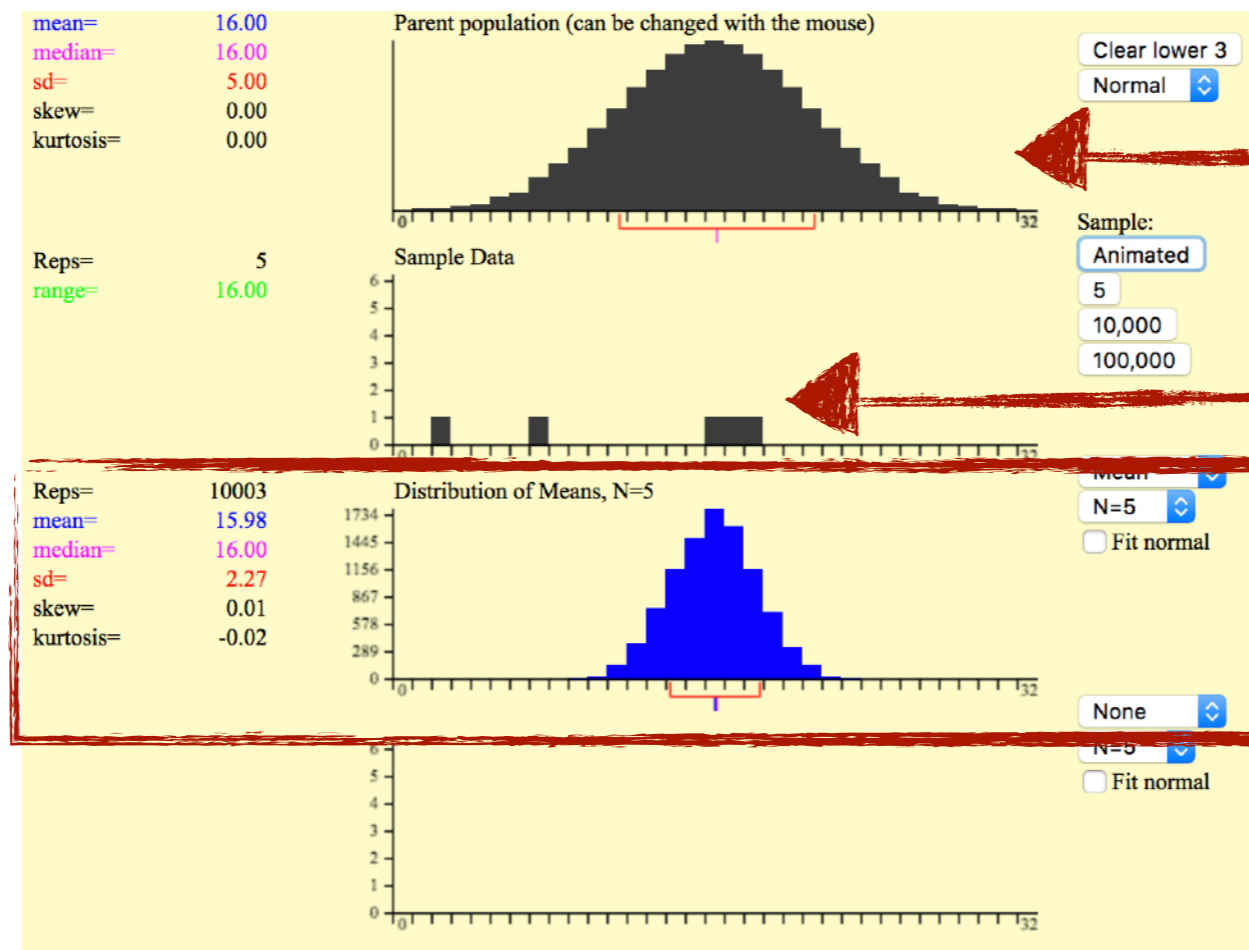 mean= 16.00
median= 16.00
sd= 5.00
skew= 0.00
kurtosis= 0.00
Parent population (can be changed with the mouse)
0 32
Clear lower 3
Normal
Reps= 5
range= 16.00
Sample Data
6
5
4
3
2
1
0
0 32
Sample:
Animated
5
10,000
100,000
Mean
N=5
Fit normal
Reps= 10003
mean= 15.98
median= 16.00
sd= 2.27
skew= 0.01
kurtosis= -0.02
Distribution of Means, N=5
1734
1445
1156
867
578
289
0
0 32
None
N=5
Fit normal
6
5
4
3
2
1
0
0 32